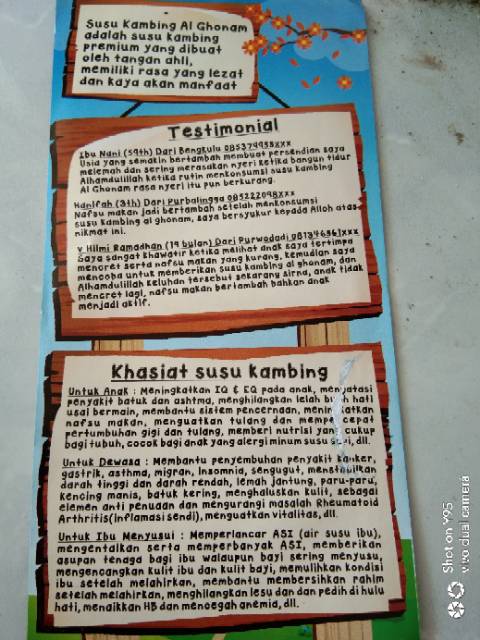 Susu Kambing Al Ghonam
adalah susu kambing
premium yang dibuat
oleh tangan ahli,
memiliki rasa yang lezat
dan kaya akan manfaat
Testimonial
Ibu Nani (59th) Dari Bengkulu 085379955xxx
Usia yang semakin bertambah membuat persendian saya
melemah dan sering merasakan nyeri ketika bangun tidur
Alhamdulillah ketika rutin menkonsumsi susu kambing
Al Ghonam rasa nyeri itu pun berkurang.
Hanifah (3th) Dari Purbalingga 085222098xxx
Nafsu makan jadi bertambah setelah menkonsumsi
susu kambing al ghonam, saya bersyukur kepada Alloh atas
nikmat ini.
Hilmi Ramadhan (19 bulan) Dari Purwodadi 081346361xxx
Saya sangat khawatir ketika melihat anak saya tertimpa
mencret serta nafsu makan yang kurang, kemudian saya
mencoba untuk memberikan susu kambing al ghonam, dan
Alhamdulillah keluhan tersebut sekarang sirna, anak tidak
mencret lagi, nafsu makan bertambah bahkan anak
menjadi aktif.
Khasiat susu kambing
Untuk Anak : Meningkatkan IQ & EQ pada anak, mengatasi
penyakit batuk dan ashtma, menghilangkan lelah buah hati
usai bermain, membantu sistem pencernaan, meningkatkan
nafsu makan, menguatkan tulang dan mempercepat
pertumbuhan gigi dan tulang, memberi nutrisi yang cukup
bagi tubuh, cocok bagi anak yang alergi minum susu sapi, dll.
Untuk Dewasa : Membantu penyembuhan penyakit kanker,
gastrik, asthma, migran, Insomnia, sengugut, menstabilkan
darah tinggi dan darah rendah, lemah jantung, paru-paru,
kencing manis, batuk kering, menghaluskan kulit, sebagai
elemen anti penuaan dan mengurangi masalah Rheumatoid
Arthritis(inflamasi sendi), menguatkan vitalitas, dll.
Untuk Ibu Menyusui : Memperlancar ASI (air susu ibu),
mengentalkan serta memperbanyak ASI, memberikan
asupan tenaga bagi ibu walaupun bayi sering menyusu,
mengencangkan kulit ibu dan kulit bayi, memulihkan kondisi
ibu setelah melahirkan, membantu membersihkan rahim
setelah melahirkan, menghilangkan lesu dan dan pedih di hulu
hati, menaikkan HB dan mencegah anemia, dll.
Shot on Y95
vivo dual camera